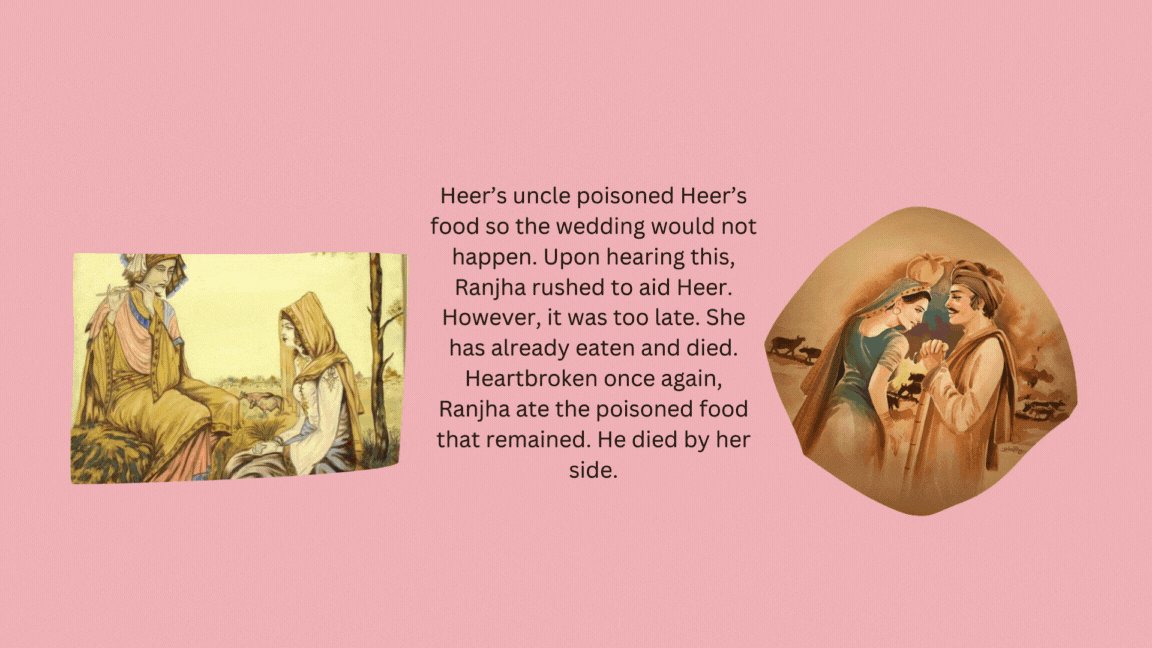 Heer’s uncle poisoned Heer’s
food so the wedding would not
happen. Upon hearing this,
Ranjha rushed to aid Heer.
However, it was too late. She
has already eaten and died.
Heartbroken once again,
Ranjha ate the poisoned food
that remained. He died by her
side.